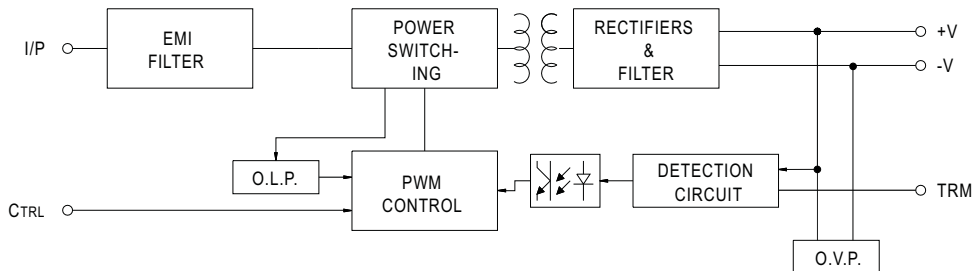 I/P
EMI
FILTER
POWER
SWITCH-
ING
RECTIFIERS
&
FILTER
+V
-V
O.L.P.
PWM
CONTROL
DETECTION
CIRCUIT
TRM
CTRL
O.V.P.